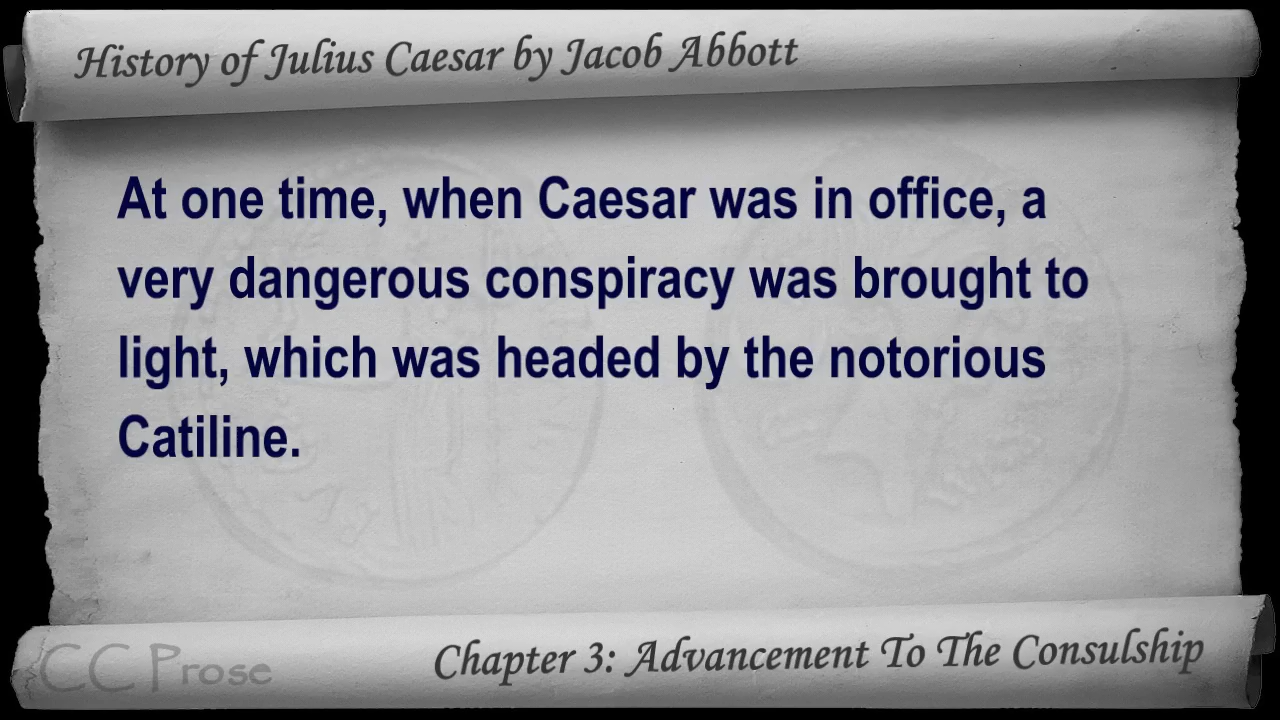 History of Julius Caesar by Jacob Abbott
At one time, when Caesar was in office, a
very dangerous conspiracy was brought to
light, which was headed by the notorious
Catiline.
CC Prose
Chapter 3: Advancement To The Consulship